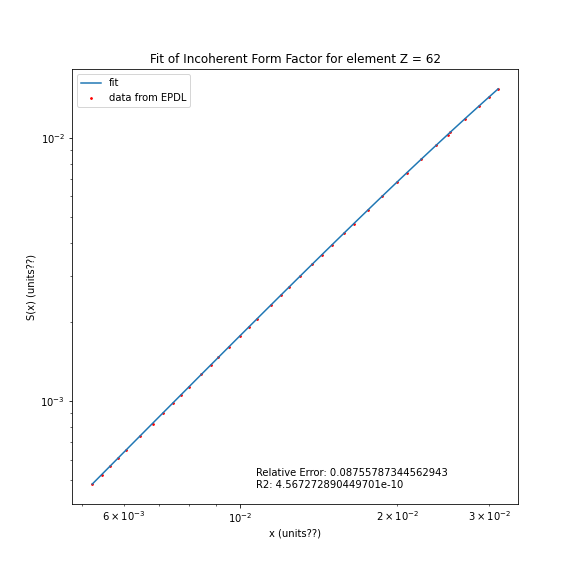 Fit of Incoherent Form Factor for element Z = 62
fit
data from EPDL
10⁻²
S(x) (units??)
10⁻³
Relative Error: 0.08755787344562943
R2: 4.567272890449701e-10
6 × 10⁻³
10⁻²
2 × 10⁻²
3 × 10⁻²
x (units??)